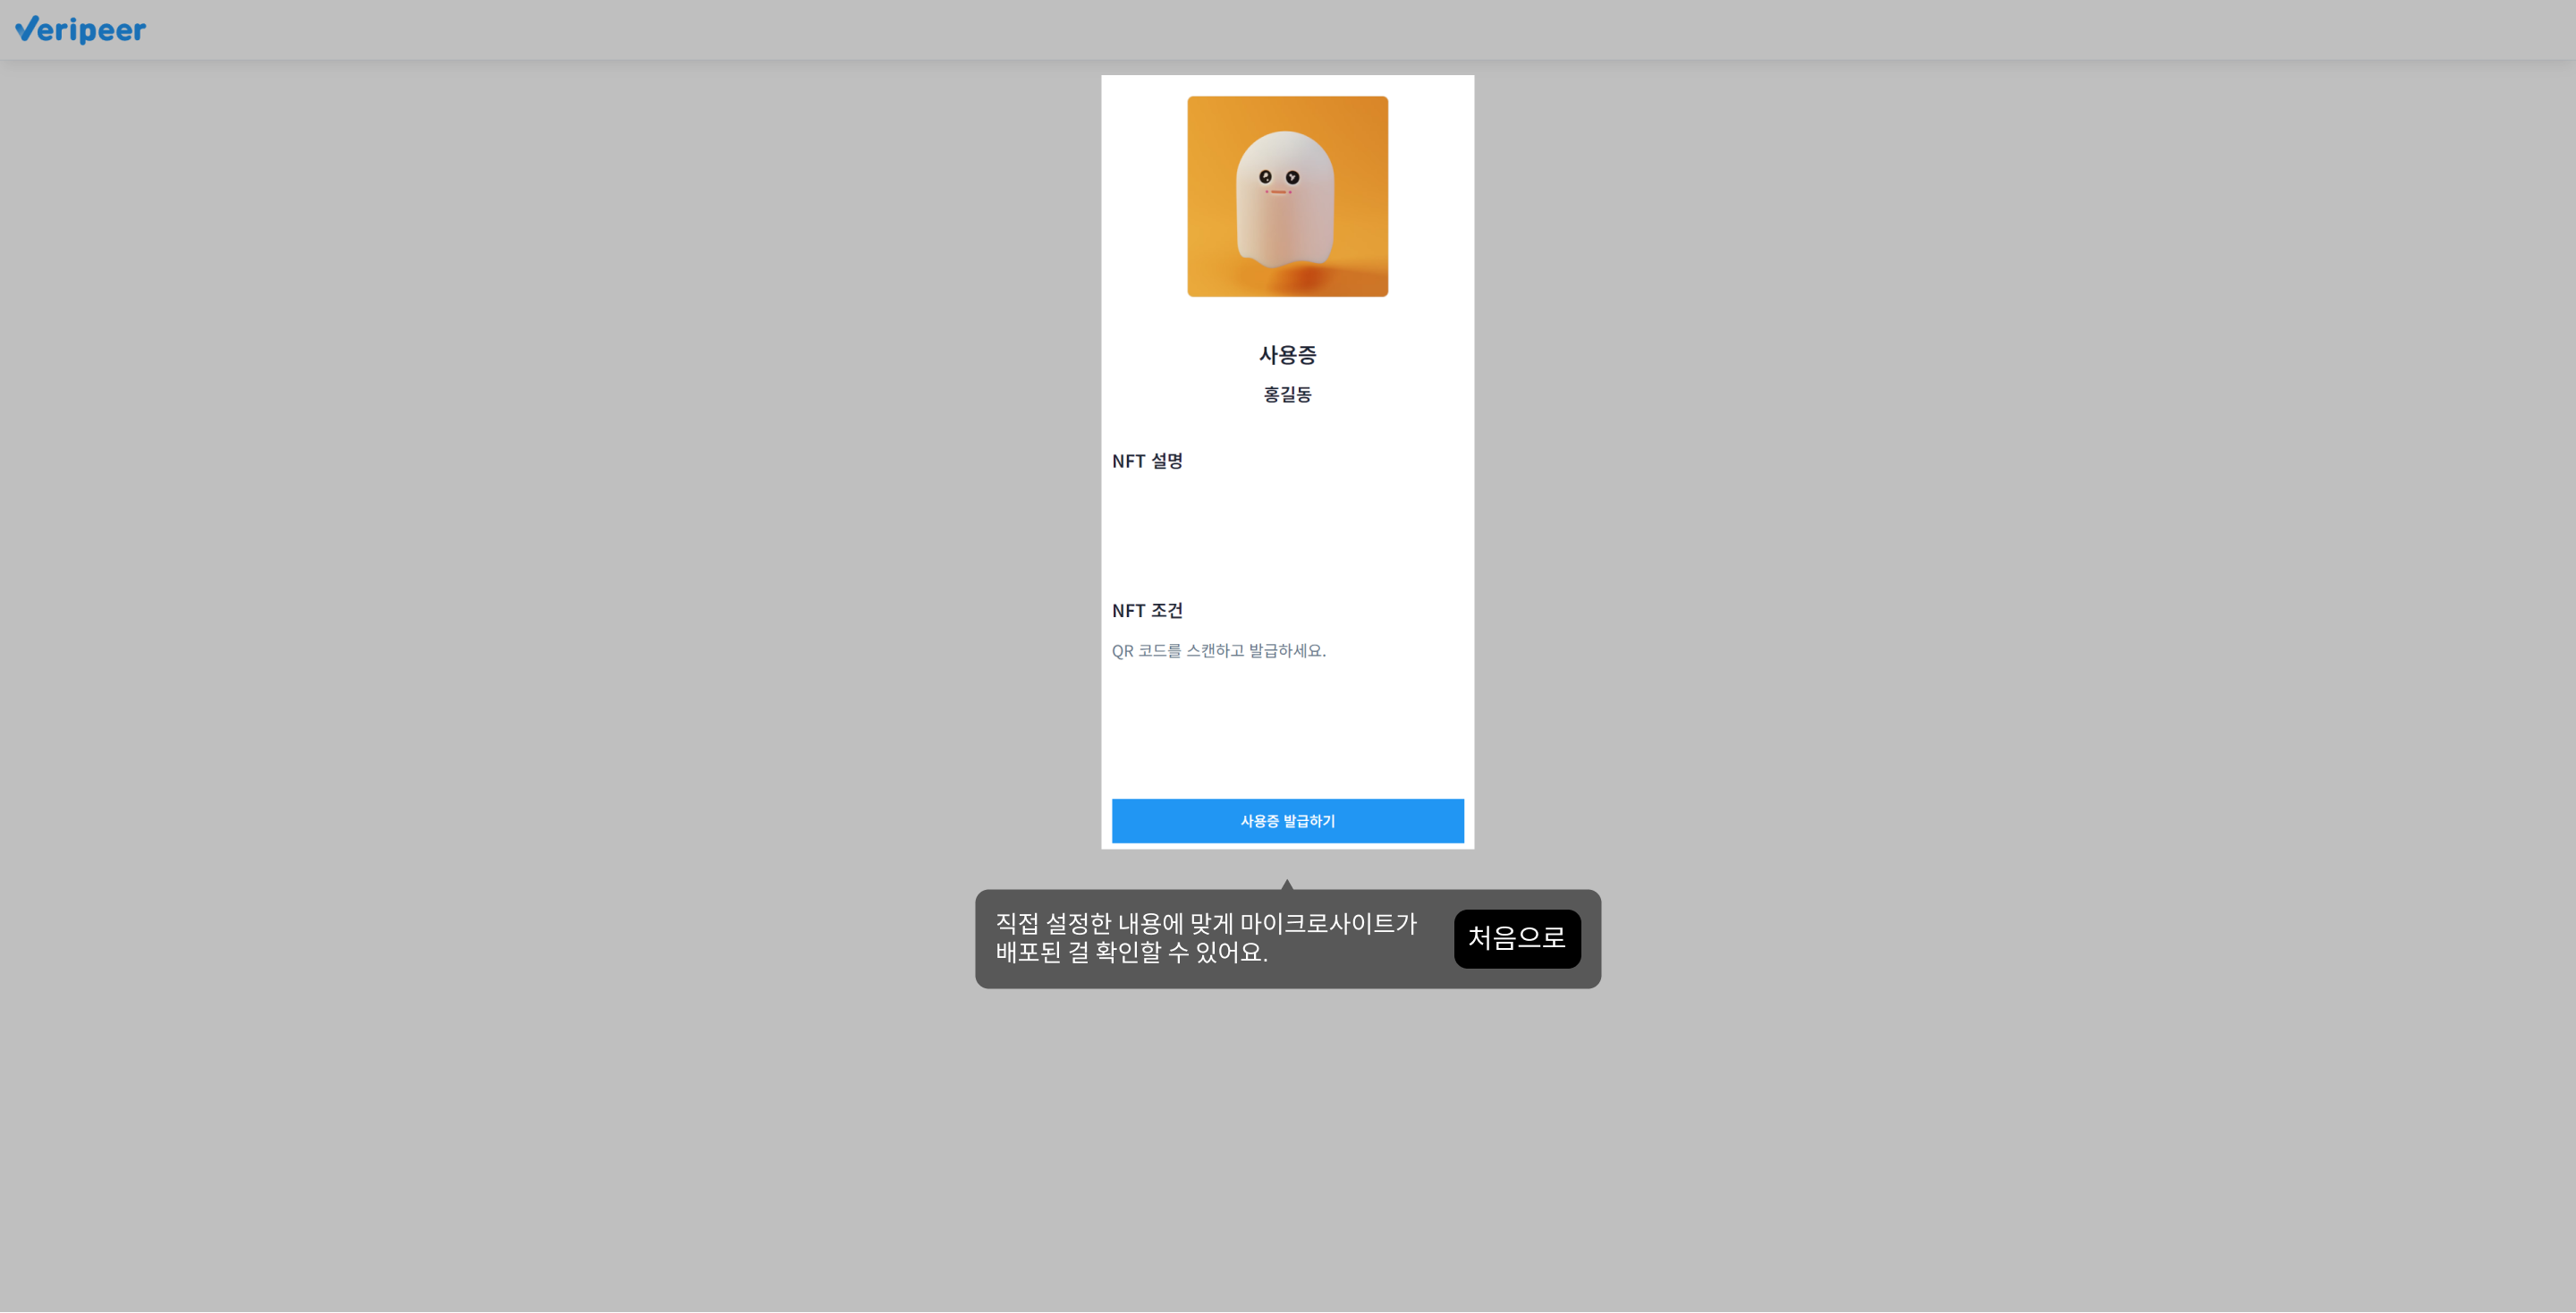 Veripeer
사용증
홍길동
NFT 설명
NFT 조건
QR 코드를 스캔하고 발급하세요.
사용증 발급하기
직접 설정한 내용에 맞게 마이크로사이트가
배포된 걸 확인할 수 있어요.
처음으로